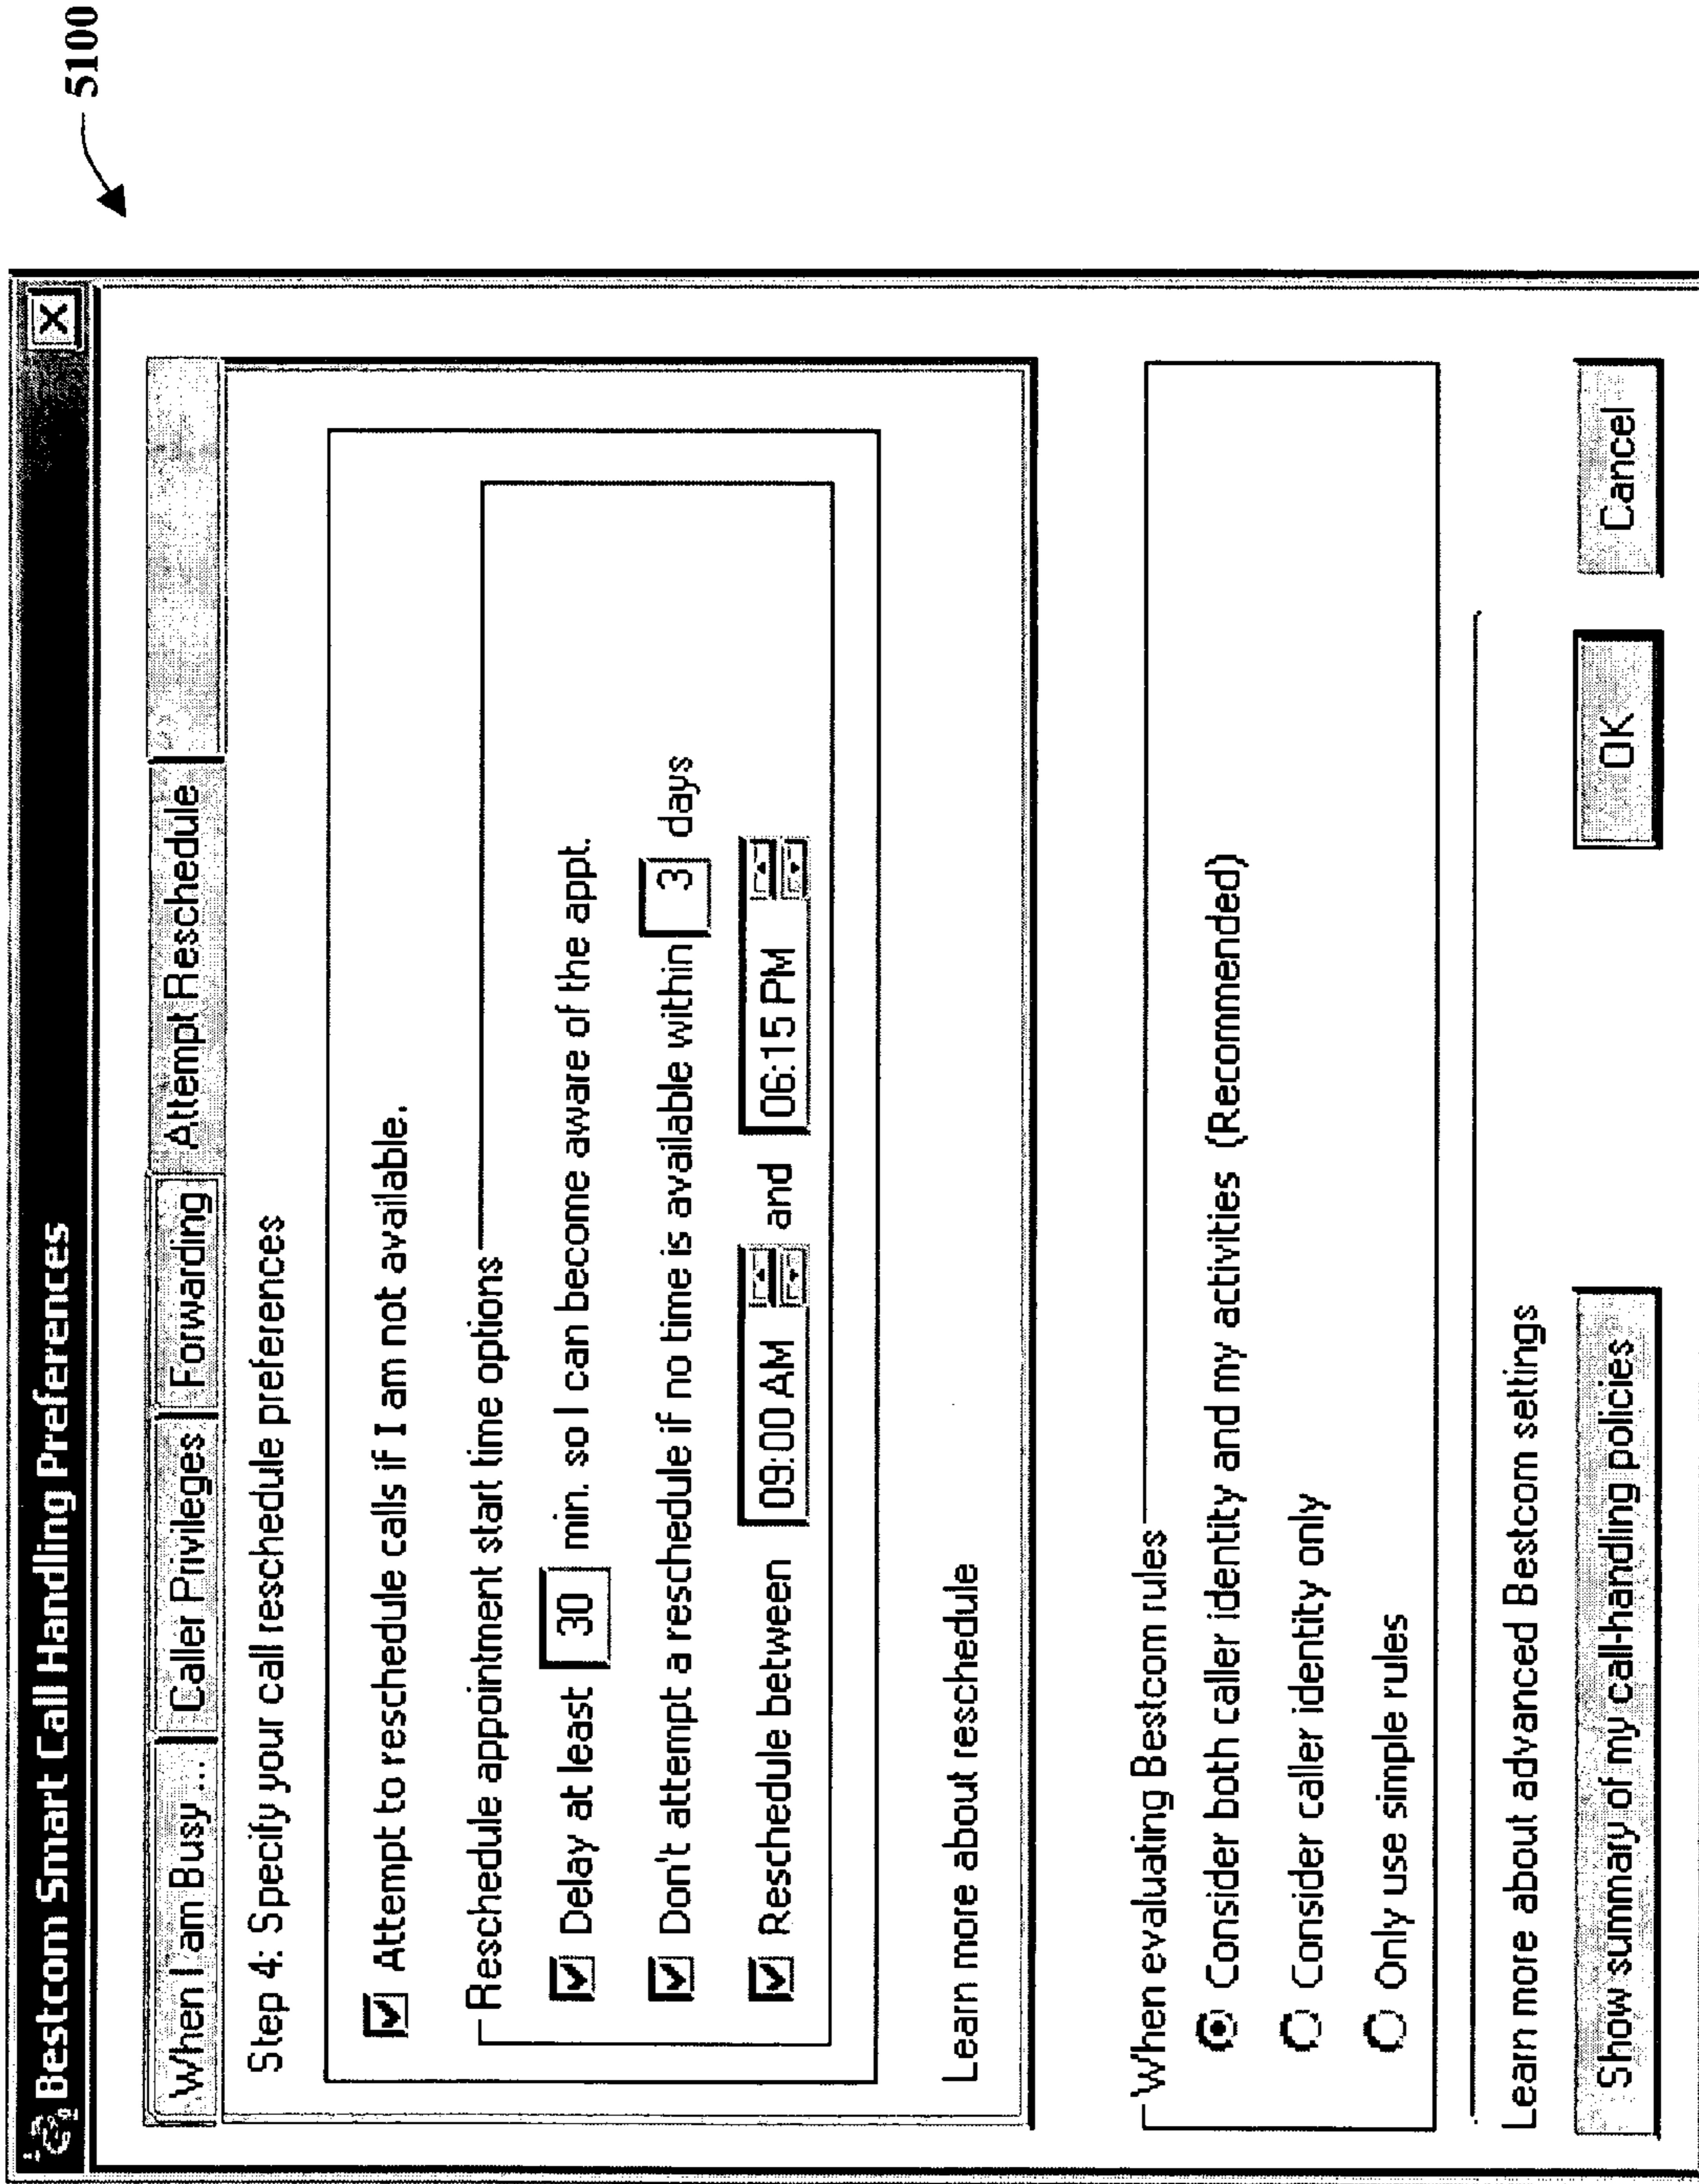 5100
Bestcom Smart Call Handling Preferences
When I am Busy ... Caller Privileges Forwarding Attempt Reschedule
Step 4: Specify your call reschedule preferences
Attempt to reschedule calls if I am not available.
Reschedule appointment start time options
Delay at least 30 min. so I can become aware of the appt.
Don't attempt a reschedule if no time is available within 3 days
Reschedule between 09:00 AM and 06:15 PM
Learn more about reschedule
When evaluating Bestcom rules
Consider both caller identity and my activities (Recommended)
Consider caller identity only
Only use simple rules
Learn more about advanced Bestcom settings
Show summary of my call-handling policies OK Cancel